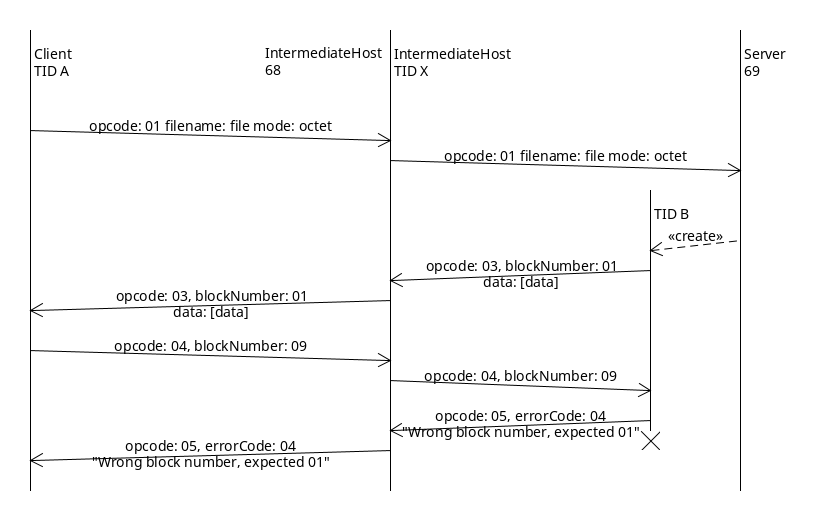 Client
TID A
IntermediateHost
68
IntermediateHost
TID X
Server
69
opcode: 01 filename: file mode: octet
opcode: 01 filename: file mode: octet
TID B
«create»
opcode: 03, blockNumber: 01
data: [data]
opcode: 03, blockNumber: 01
data: [data]
opcode: 04, blockNumber: 09
opcode: 04, blockNumber: 09
opcode: 05, errorCode: 04
"Wrong block number, expected 01"
opcode: 05, errorCode: 04
"Wrong block number, expected 01"